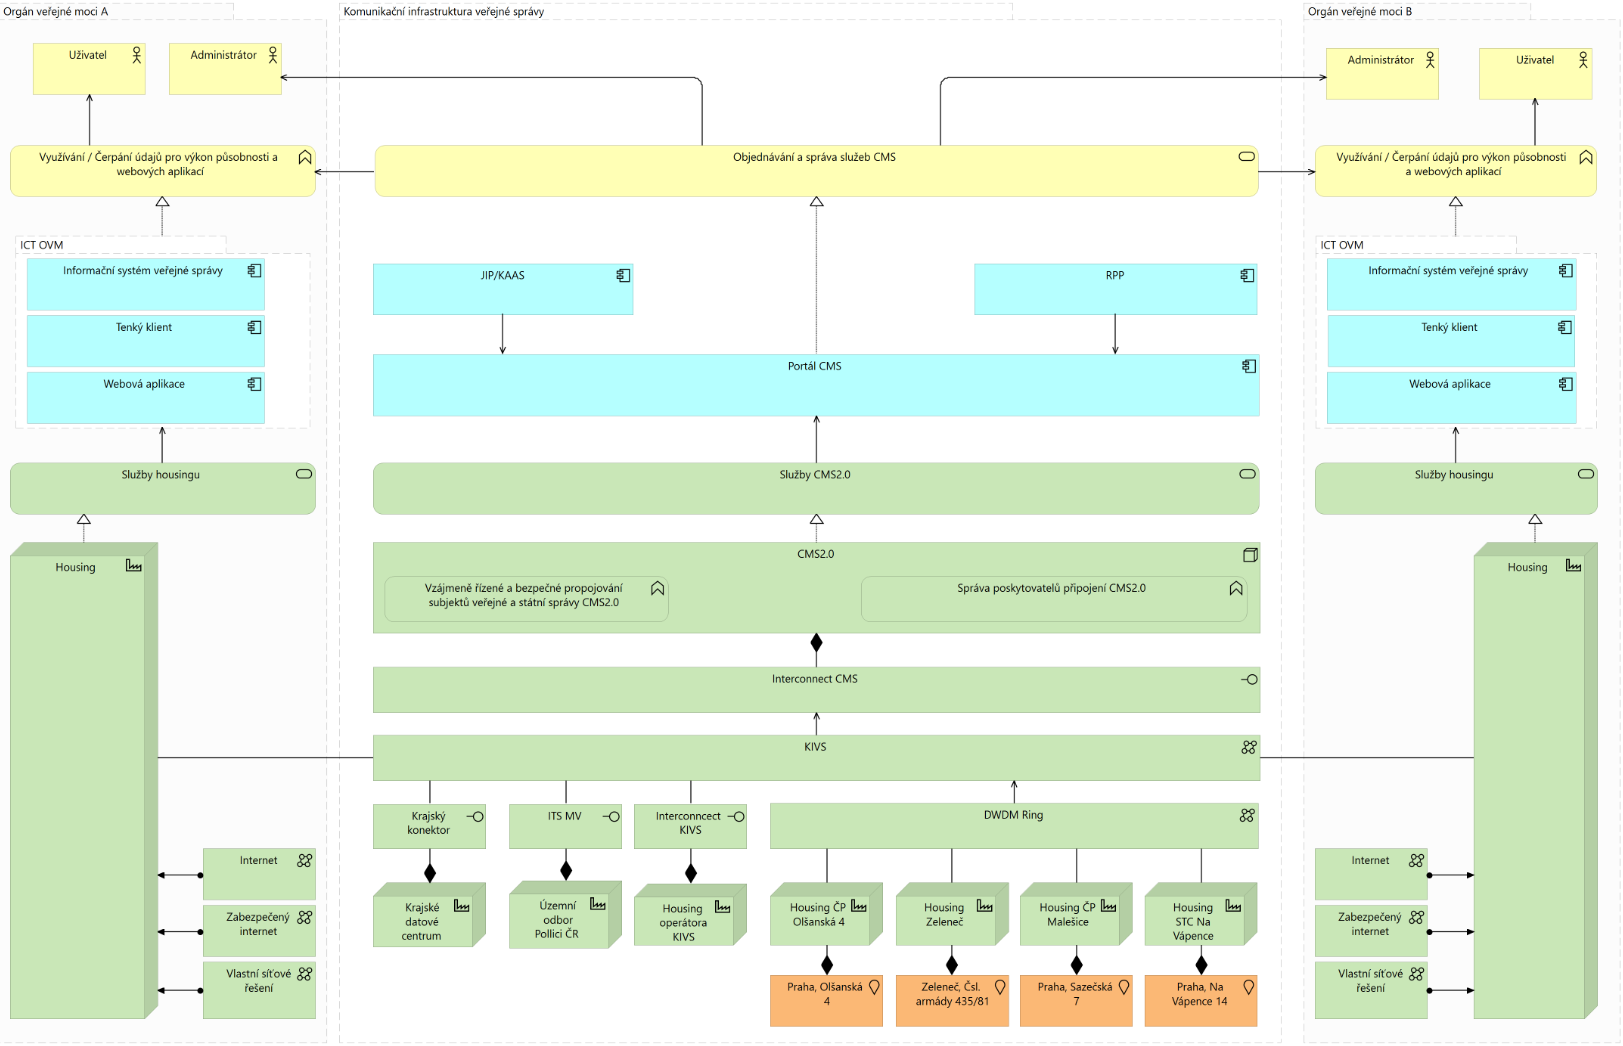 Orgán veřejné moci A
Uživatel
Administrátor
Využívání / Čerpání údajů pro výkon působnosti a
webových aplikací
ICT OVM
Informační systém veřejné správy
Tenký klient
Webová aplikace
Služby housingu
Housing
Internet
Zabezpečený
internet
Vlastní síťové
řešení
Komunikační infrastruktura veřejné správy
Objednávání a správa služeb CMS
JIP/KAAS
RPP
Portál CMS
Služby CMS2.0
CMS2.0
Vzájmeně řízené a bezpečné propojování
subjektů veřejné a státní správy CMS2.0
Správa poskytovatelů připojení CMS2.0
Interconnect CMS
KIVS
Krajský
konektor
ITS MV
Interconncect
KIVS
DWDM Ring
Krajské
datové
centrum
Územní
odbor
Pollici ČR
Housing
operátora
KIVS
Housing ČP
Olšanská 4
Housing
Zeleneč
Housing ČP
Malešice
Housing
STC Na
Vápence
Praha, Olšanská
4
Zeleneč, Čsl.
armády 435/81
Praha, Sazečská
7
Praha, Na
Vápence 14
Orgán veřejné moci B
Administrátor
Uživatel
Využívání / Čerpání údajů pro výkon působnosti
a webových aplikací
ICT OVM
Informační systém veřejné správy
Tenký klient
Webová aplikace
Služby housingu
Housing
Internet
Zabezpečený
internet
Vlastní síťové
řešení